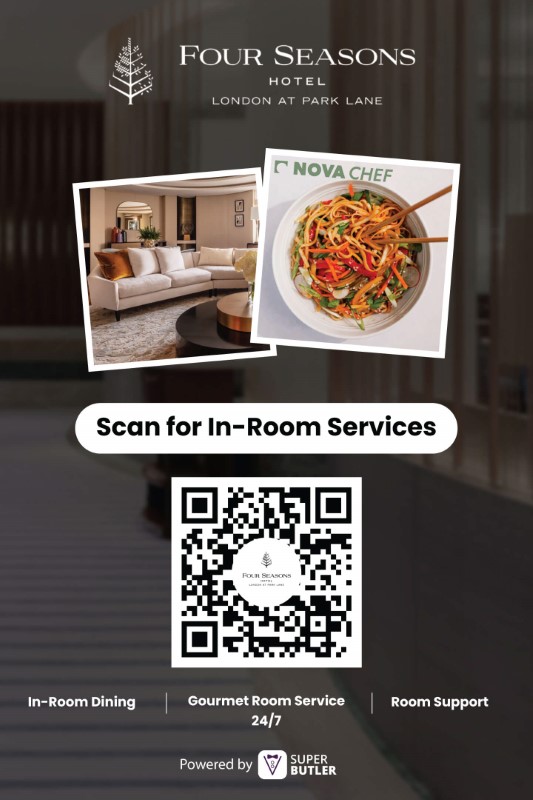 FOUR SEASONS
HOTEL
LONDON AT PARK LANE
NOVA CHEF
Scan for In-Room Services
FOUR SEASONS
HOTEL
LONDON AT PARK LANE
In-Room Dining
Gourmet Room Service
24/7
Room Support
Powered by
SUPER
BUTLER